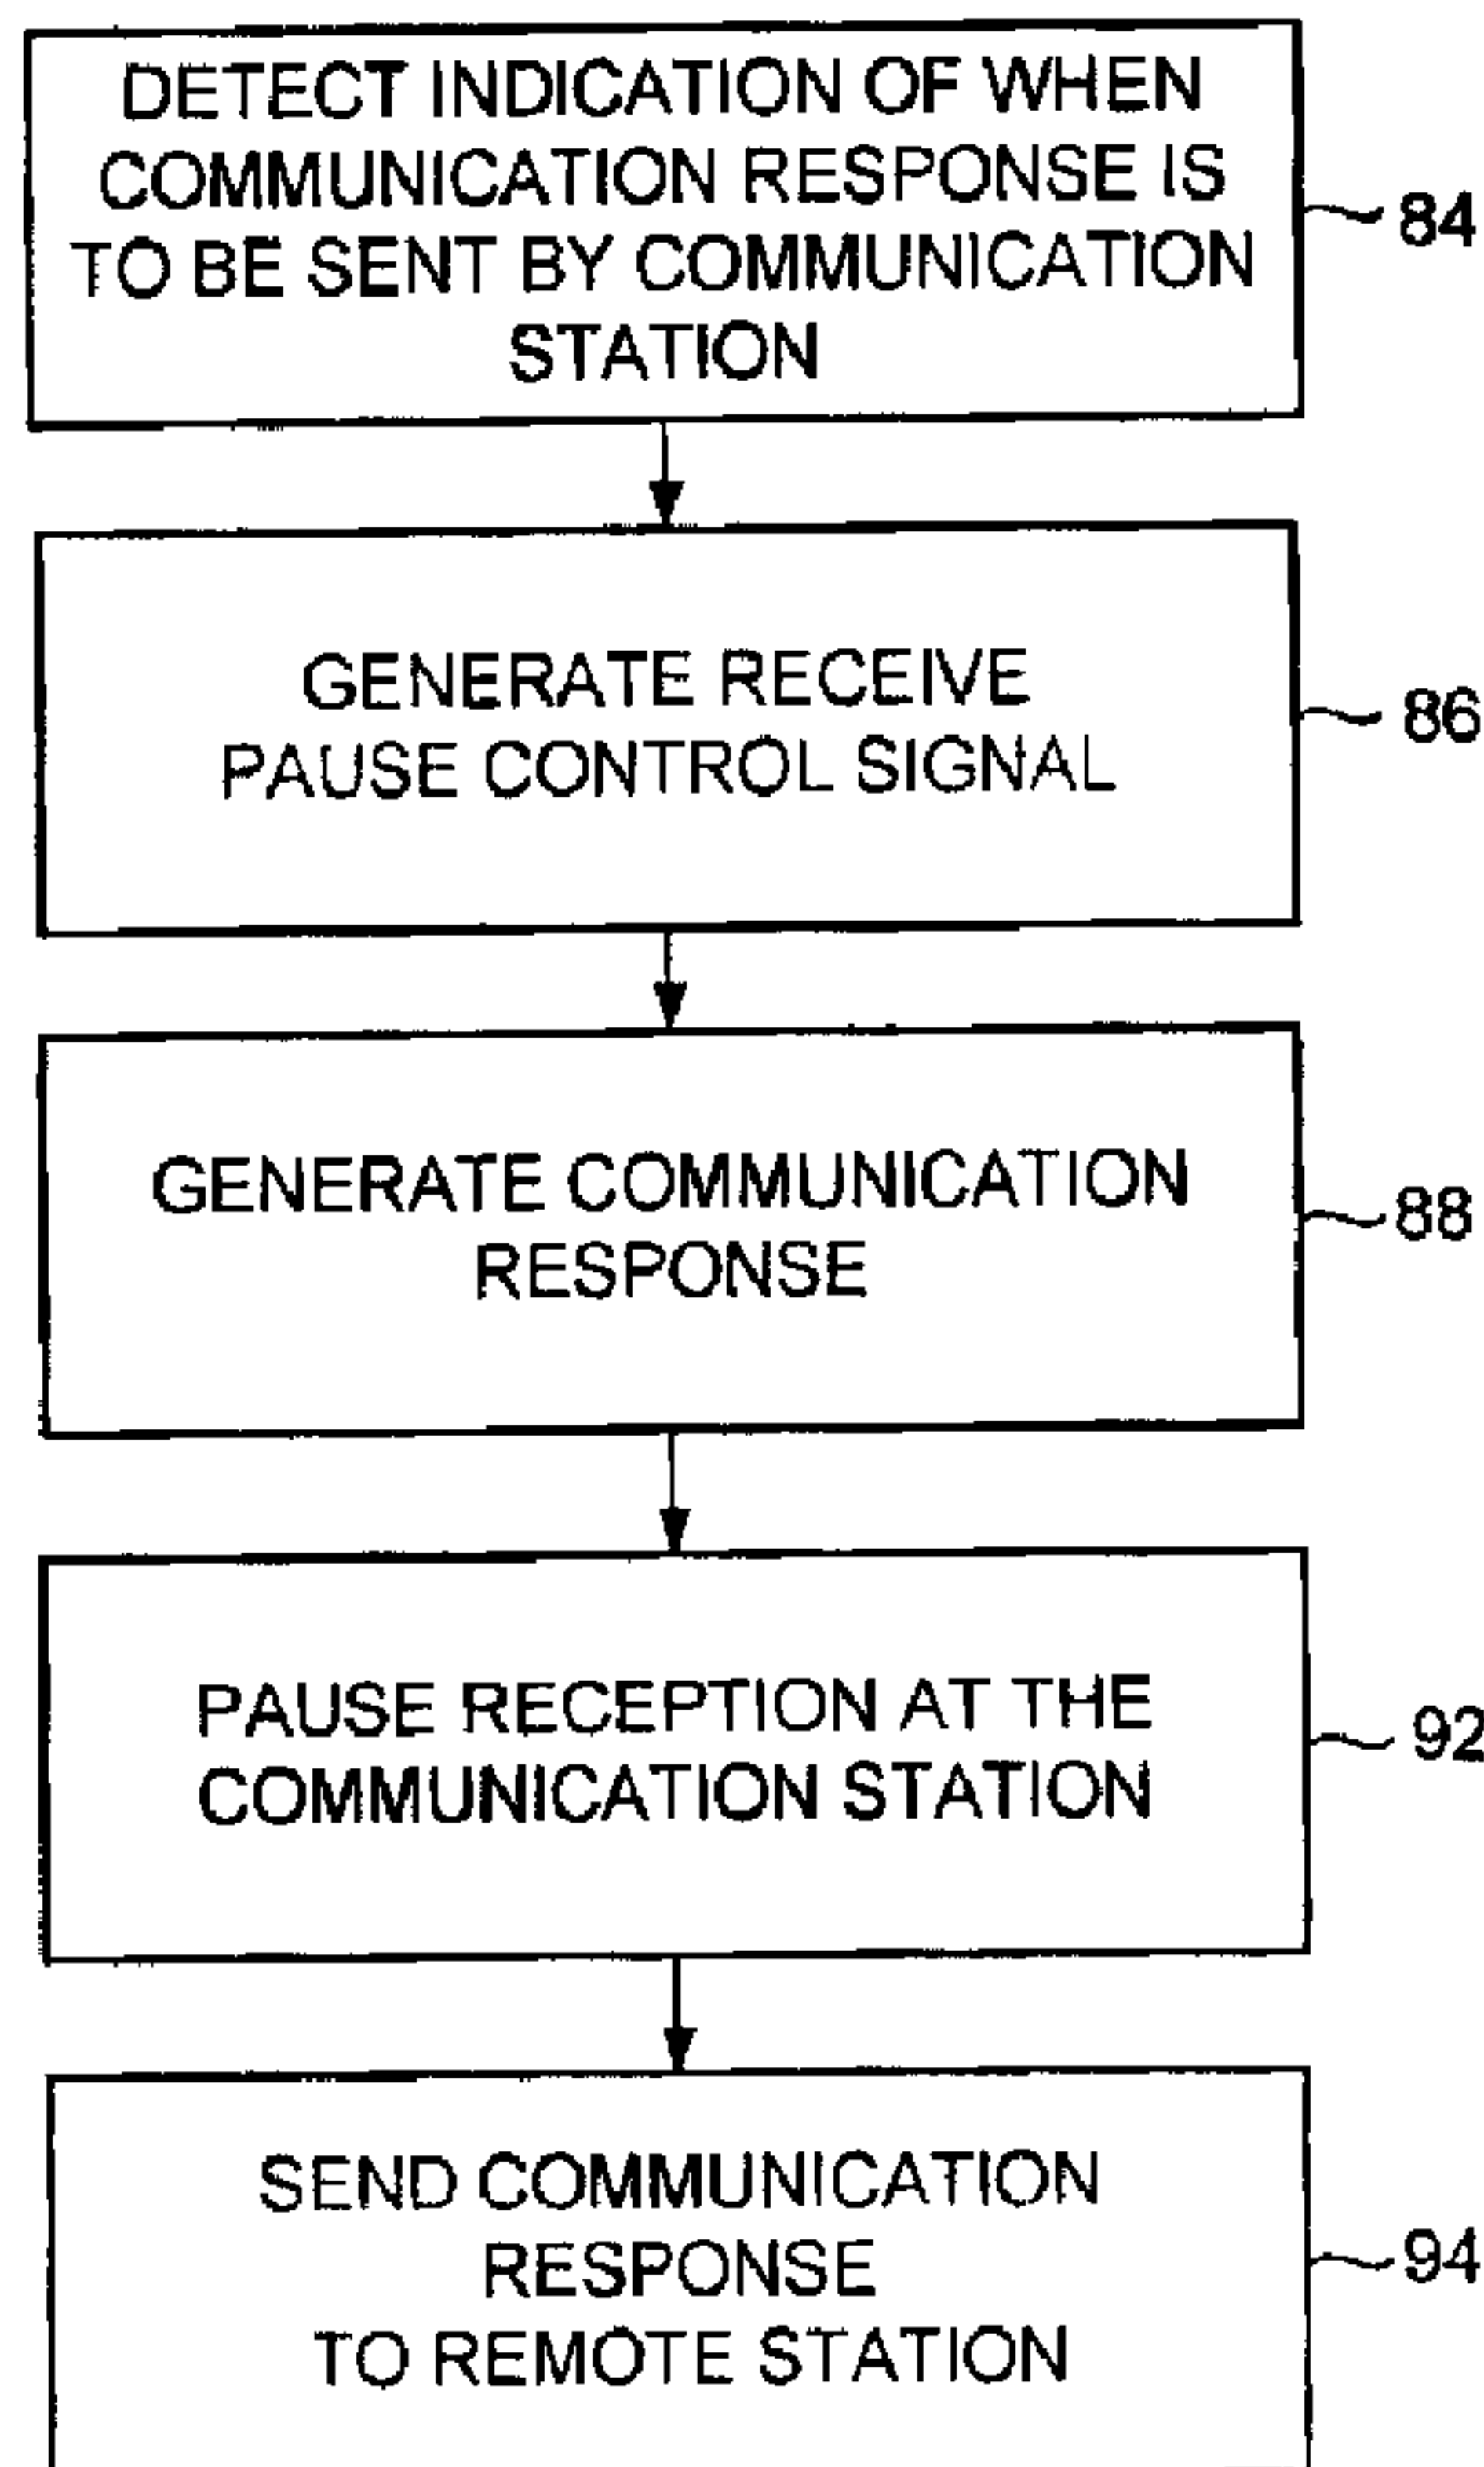 DETECT INDICATION OF WHEN
COMMUNICATION RESPONSE IS
TO BE SENT BY COMMUNICATION
STATION
84
GENERATE RECEIVE
PAUSE CONTROL SIGNAL
86
GENERATE COMMUNICATION
RESPONSE
88
PAUSE RECEPTION AT THE
COMMUNICATION STATION
92
SEND COMMUNICATION
RESPONSE
TO REMOTE STATION
94